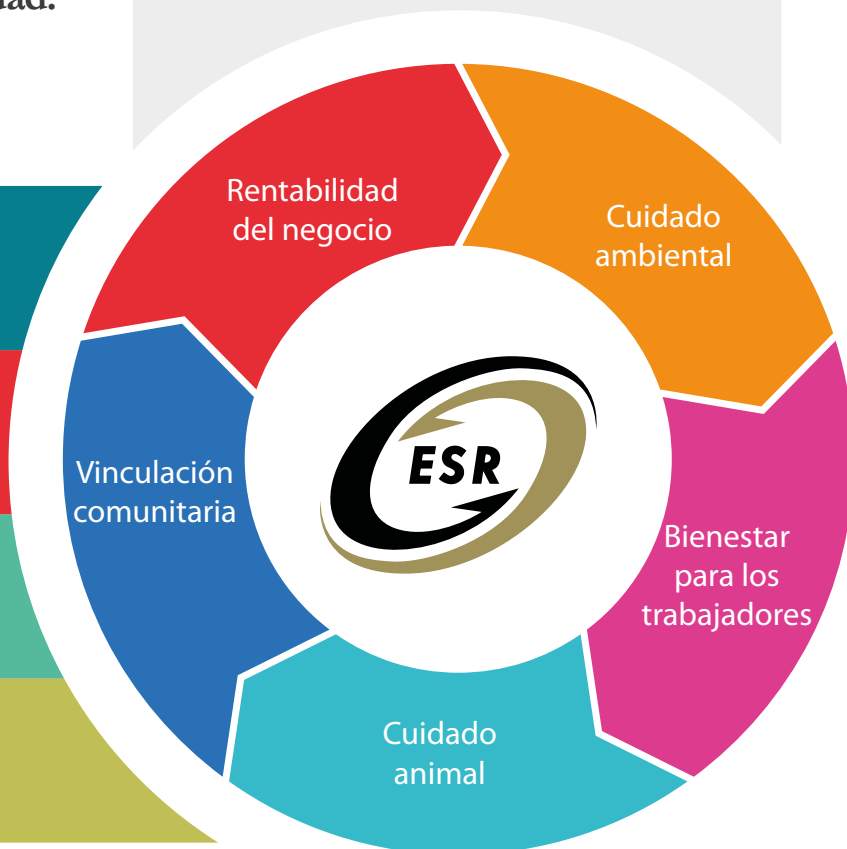 Rentabilidad
del negocio
Cuidado
ambiental
Vinculación
comunitaria
ESR
Bienestar
para los
trabajadores
Cuidado
animal